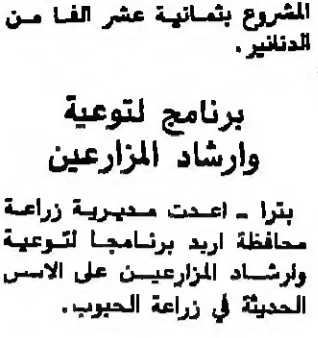 المشروع بثمانية عشر الفا من
الدنانير.
برنامج لتوعية
وارشاد المزارعين
بترا ـ اعدت مديرية زراعة
محافظة اربد برنامجا لتوعية
وارشاد المزارعين على الاسس
الحديثة في زراعة الحبوب.